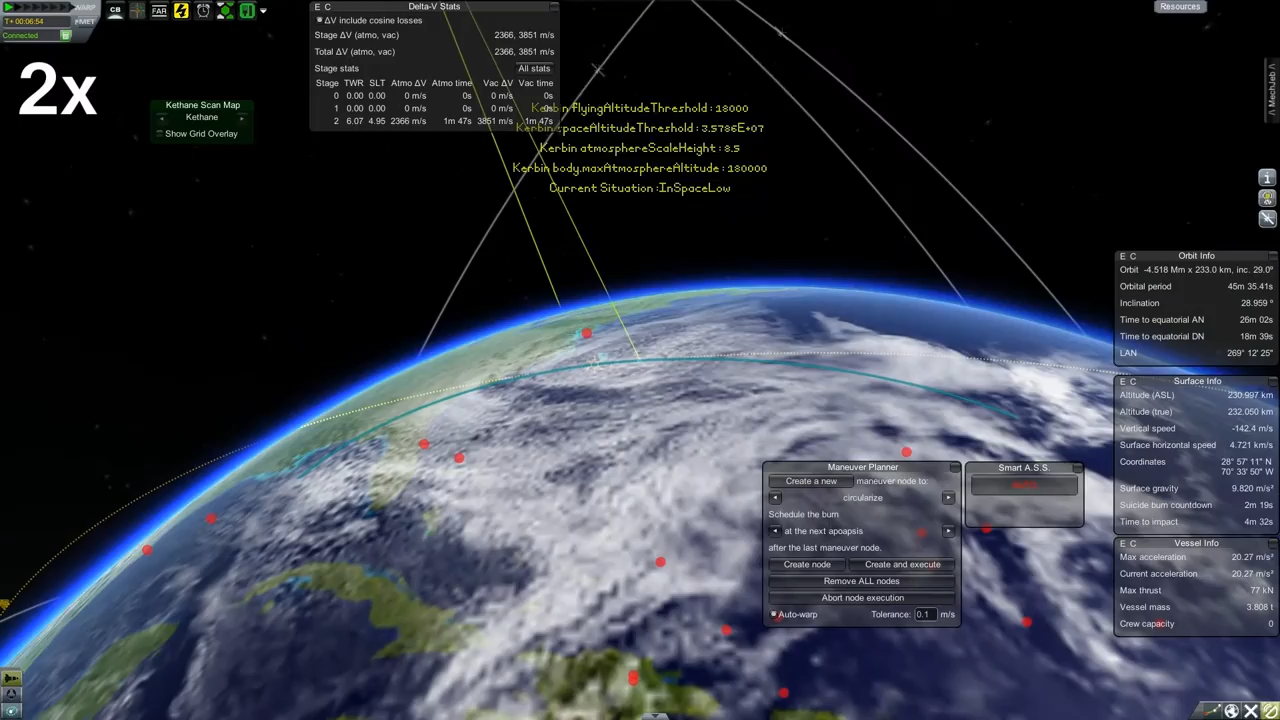 WARP
T+ 00:06:54
MET
Connected
CB
FAR
2x
Kethane Scan Map
Kethane
Show Grid Overlay
E C Delta-V Stats
ΔV include cosine losses
Stage ΔV (atmo, vac) 2366, 3851 m/s
Total ΔV (atmo, vac) 2366, 3851 m/s
Stage stats All stats
Stage TWR SLT Atmo ΔV Atmo time Vac ΔV Vac time
0 0.00 0.00 0 m/s 0s 0 m/s 0s
1 0.00 0.00 0 m/s 0s 0 m/s 0s
2 6.07 4.95 2366 m/s 1m 47s 3851 m/s 1m 47s
Kerbin flyingAltitudeThreshold : 18000
Kerbin spaceAltitudeThreshold : 3.5786E+07
Kerbin atmosphereScaleHeight : 8.5
Kerbin body.maxAtmosphereAltitude : 180000
Current Situation :InSpaceLow
Resources
< MechJeb <
E C Orbit Info
Orbit -4.518 Mm x 233.0 km, inc. 29.0º
Orbital period 45m 35.41s
Inclination 28.959 º
Time to equatorial AN 26m 02s
Time to equatorial DN 18m 39s
LAN 269° 12' 25"
E C Surface Info
Altitude (ASL) 230.997 km
Altitude (true) 232.050 km
Vertical speed -142.4 m/s
Surface horizontal speed 4.721 km/s
Coordinates 28° 57' 11" N
70° 33' 50" W
Surface gravity 9.820 m/s²
Suicide burn countdown 2m 19s
Time to impact 4m 32s
E C Vessel Info
Max acceleration 20.27 m/s²
Current acceleration 20.27 m/s²
Max thrust 77 kN
Vessel mass 3.808 t
Crew capacity 0
Maneuver Planner
Create a new maneuver node to:
circularize
Schedule the burn
at the next apoapsis
after the last maneuver node.
Create node Create and execute
Remove ALL nodes
Abort node execution
Auto-warp Tolerance: 0.1 m/s
Smart A.S.S.